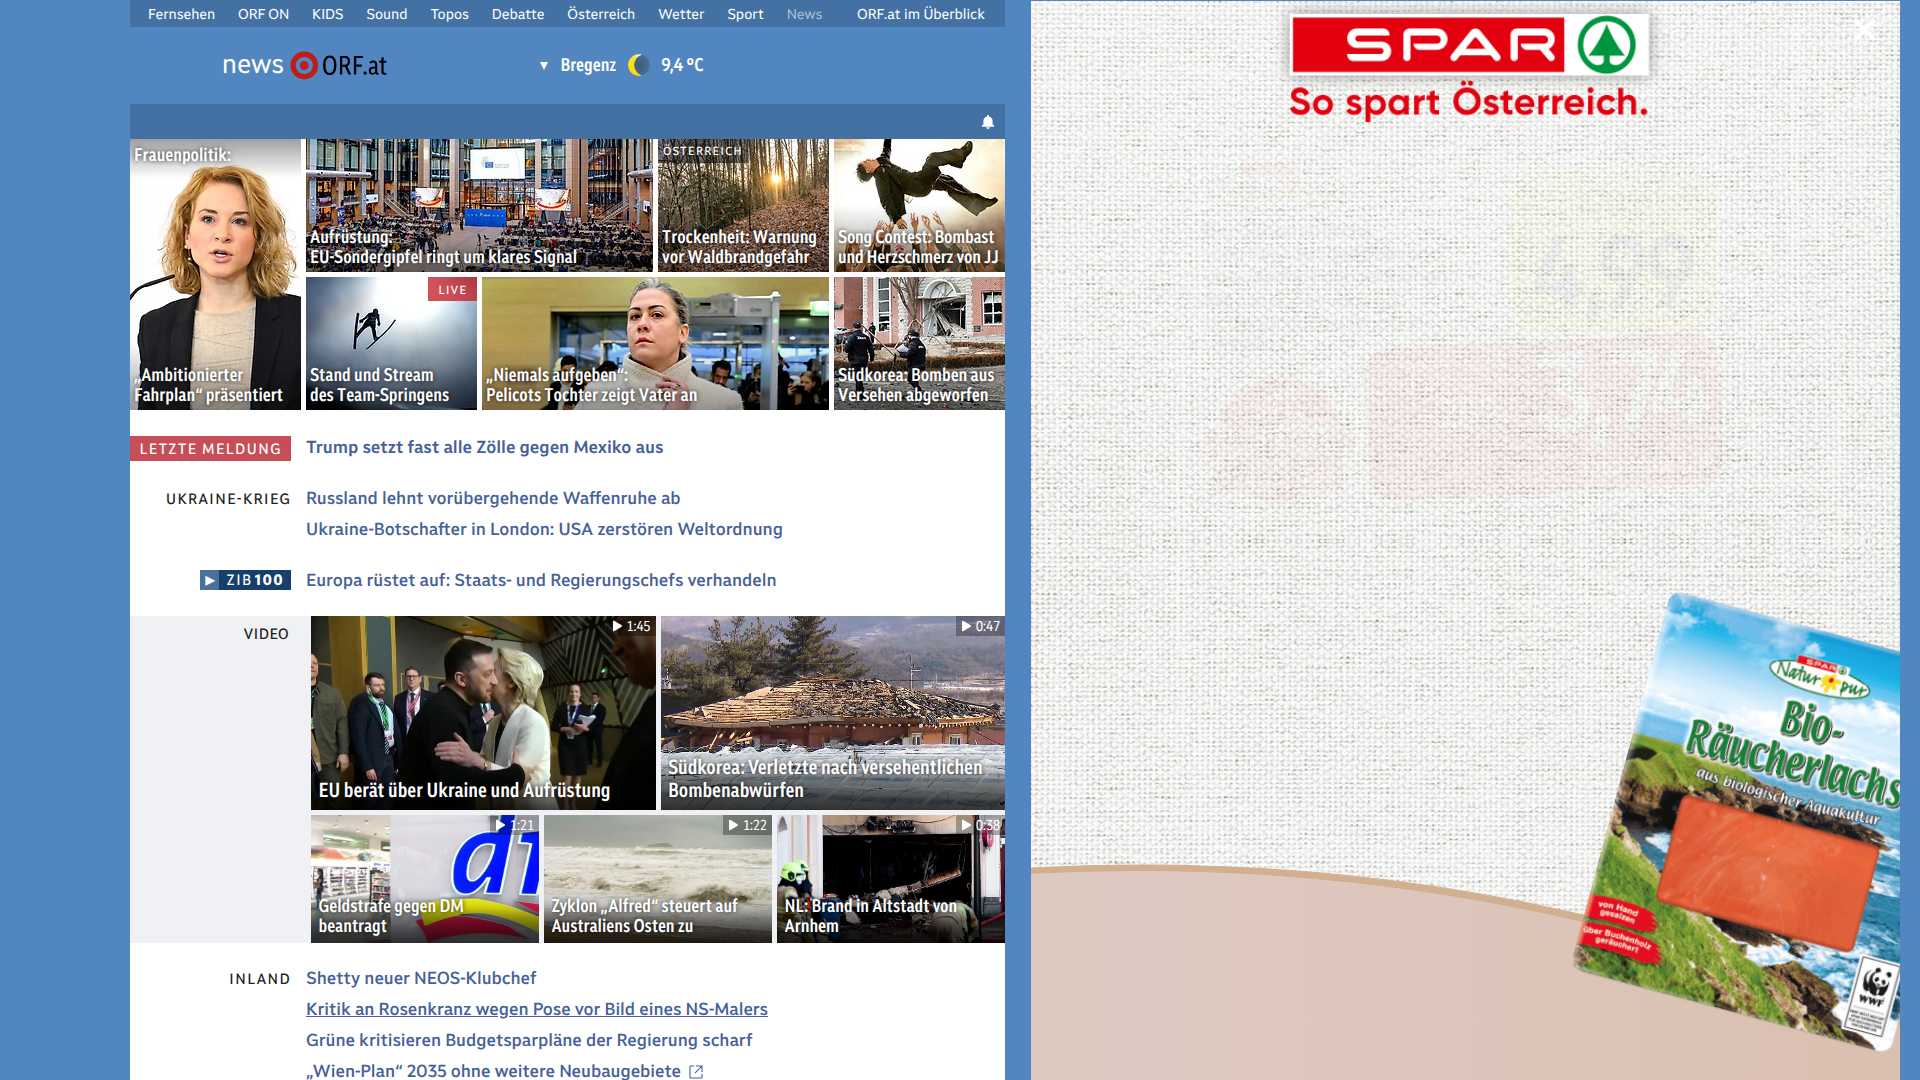 Fernsehen ORF ON KIDS Sound Topos Debatte Österreich Wetter Sport News ORF.at im Überblick
news ORF.at
▼ Bregenz 9,4 °C
Frauenpolitik:
„Ambitionierter
Fahrplan“ präsentiert
Aufrüstung:
EU-Sondergipfel ringt um klares Signal
ÖSTERREICH
Trockenheit: Warnung
vor Waldbrandgefahr
Song Contest: Bombast
und Herzschmerz von JJ
LIVE
Stand und Stream
des Team-Springens
„Niemals aufgeben“:
Pelicots Tochter zeigt Vater an
Südkorea: Bomben aus
Versehen abgeworfen
LETZTE MELDUNG
Trump setzt fast alle Zölle gegen Mexiko aus
UKRAINE-KRIEG
Russland lehnt vorübergehende Waffenruhe ab
Ukraine-Botschafter in London: USA zerstören Weltordnung
ZIB100
Europa rüstet auf: Staats- und Regierungschefs verhandeln
VIDEO
1:45
EU berät über Ukraine und Aufrüstung
0:47
Südkorea: Verletzte nach versehentlichen
Bombenabwürfen
1:21
Geldstrafe gegen DM
beantragt
1:22
Zyklon „Alfred“ steuert auf
Australiens Osten zu
0:38
NL: Brand in Altstadt von
Arnhem
INLAND
Shetty neuer NEOS-Klubchef
Kritik an Rosenkranz wegen Pose vor Bild eines NS-Malers
Grüne kritisieren Budgetsparpläne der Regierung scharf
„Wien-Plan“ 2035 ohne weitere Neubaugebiete
SPAR
So spart Österreich.
SPAR
Natur pur
Bio-
Räucherlachs
aus biologischer Aquakultur
von Hand
gesalzen
über Buchenholz
geräuchert
WWF